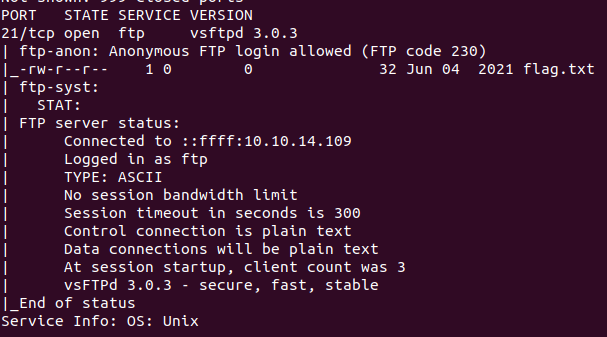 Not shown: 999 closed ports
PORT   STATE SERVICE VERSION
21/tcp open  ftp     vsftpd 3.0.3
| ftp-anon: Anonymous FTP login allowed (FTP code 230)
|_-rw-r--r--    1 0        0              32 Jun 04  2021 flag.txt
| ftp-syst:
|   STAT:
| FTP server status:
|      Connected to ::ffff:10.10.14.109
|      Logged in as ftp
|      TYPE: ASCII
|      No session bandwidth limit
|      Session timeout in seconds is 300
|      Control connection is plain text
|      Data connections will be plain text
|      At session startup, client count was 3
|      vsFTPd 3.0.3 - secure, fast, stable
|_End of status
Service Info: OS: Unix